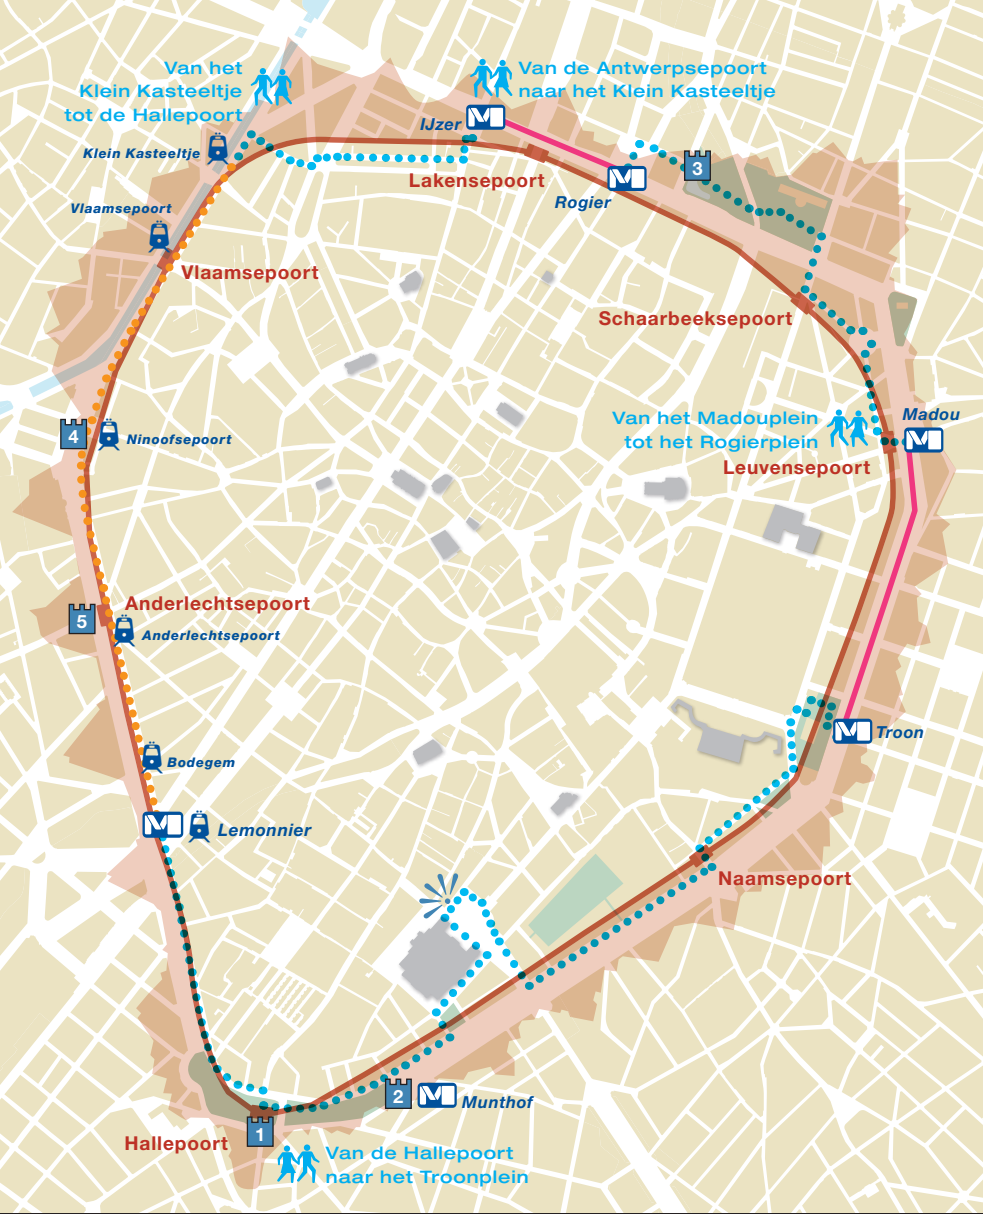 Van het
Klein Kasteeltje
tot de Hallepoort
Van de Antwerpsepoort
naar het Klein Kasteeltje
IJzer
Klein Kasteeltje
Lakensepoort
3
Rogier
Vlaamsepoort
Vlaamsepoort
Schaarbeeksepoort
Van het Madouplein
tot het Rogierplein
Madou
4
Ninoofsepoort
Leuvensepoort
Anderlechtsepoort
5
Anderlechtsepoort
Troon
Bodegem
Lemonnier
Naamsepoort
2
Munthof
1
Hallepoort
Van de Hallepoort
naar het Troonplein